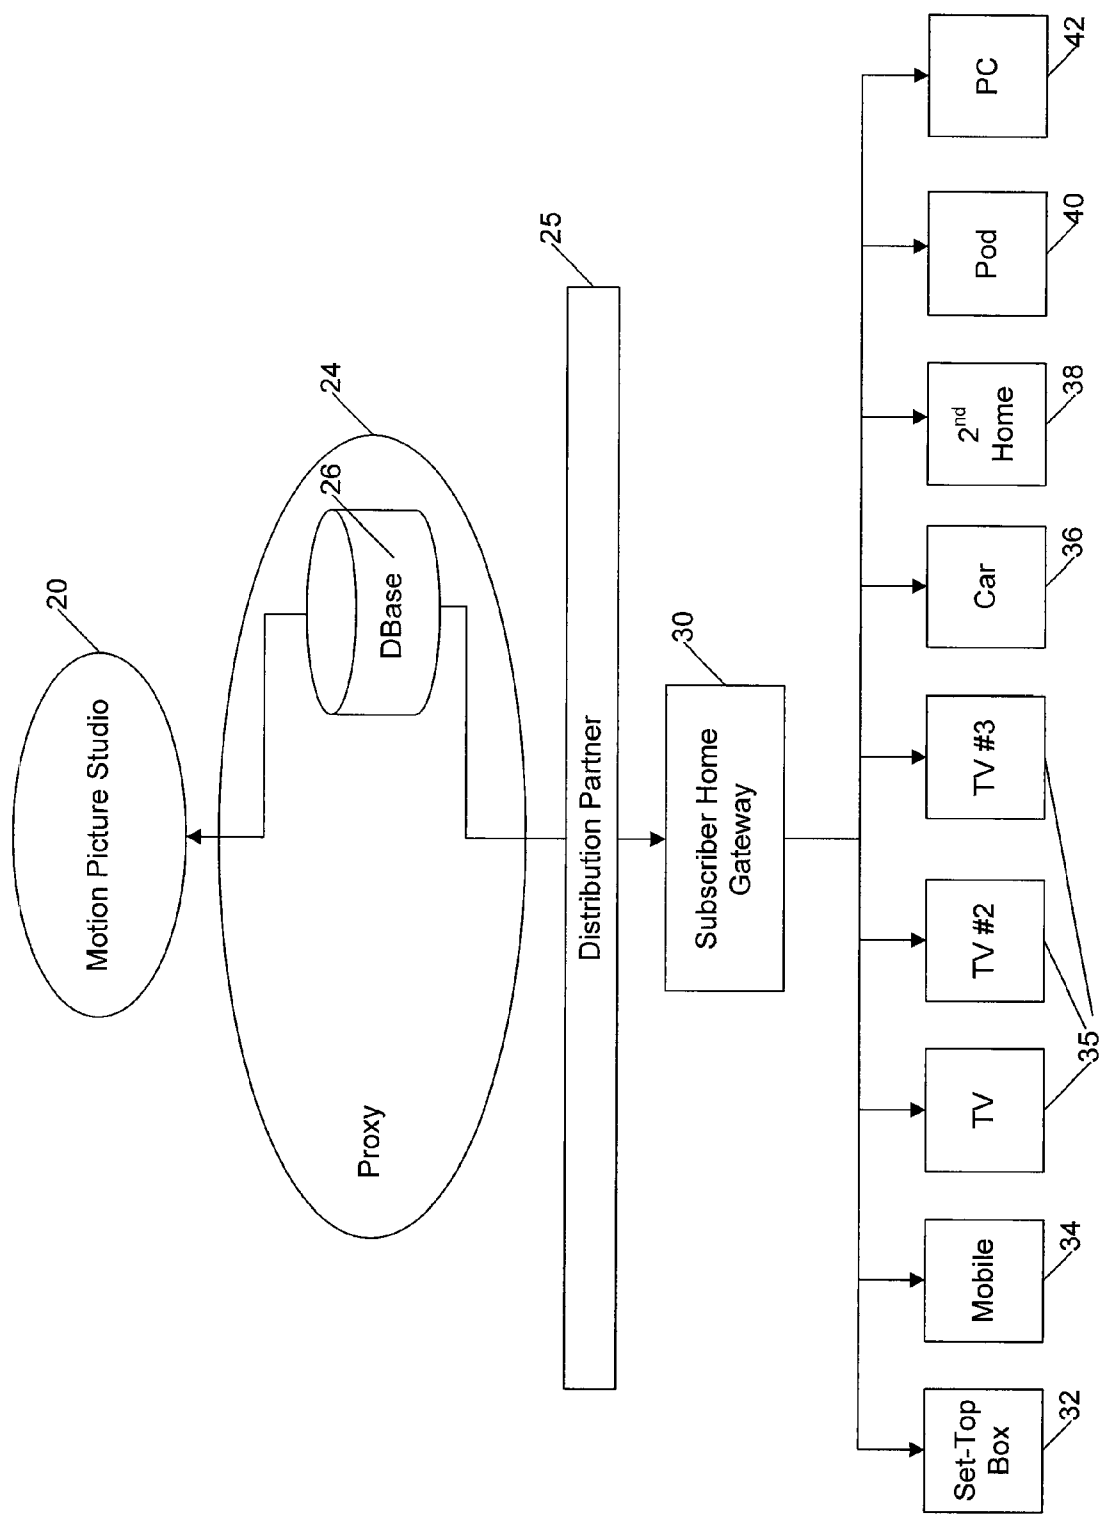 20
Motion Picture Studio
24
26
DBase
Proxy
25
Distribution Partner
30
Subscriber Home
Gateway
Set-Top
Box
32
Mobile
34
TV
TV #2
TV #3
35
Car
36
2nd
Home
38
Pod
40
PC
42